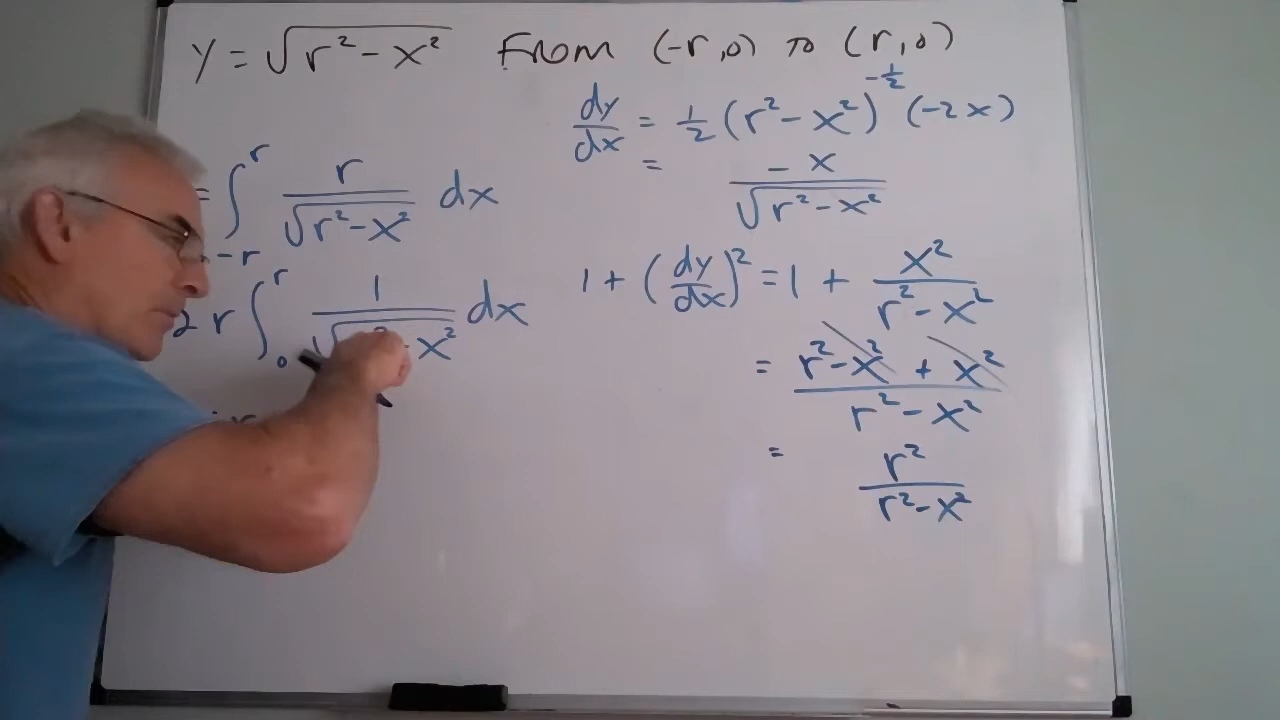 y = √(r² - x²) From (-r, 0) to (r, 0)
dy/dx = 1/2 (r² - x²)^(-1/2) (-2x)
= -x/√(r² - x²)
= ∫_{-r}^{r} r/√(r² - x²) dx
1 + (dy/dx)² = 1 + x²/(r² - x²)
2r ∫_{0}^{r} 1/√( - x²) dx
= (r² - x² + x²)/(r² - x²)
= r²/(r² - x²)